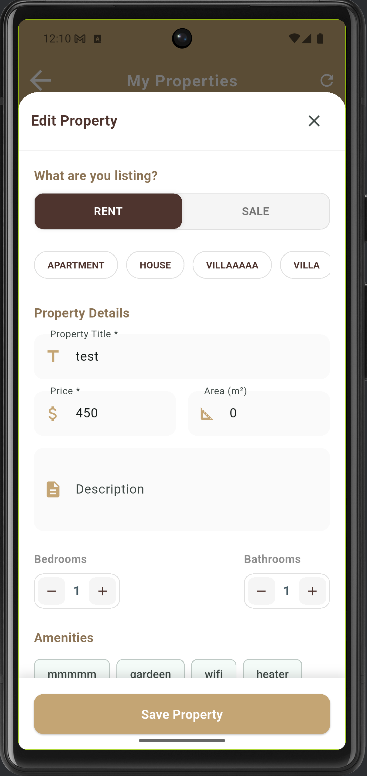 12:10
My Properties
Edit Property
What are you listing?
RENT SALE
APARTMENT HOUSE VILLAAAAA VILLA
Property Details
Property Title *
test
Price * Area (m²)
$ 450 0
Description
Bedrooms Bathrooms
− 1 + − 1 +
Amenities
mmmmm gardeen wifi heater
Save Property